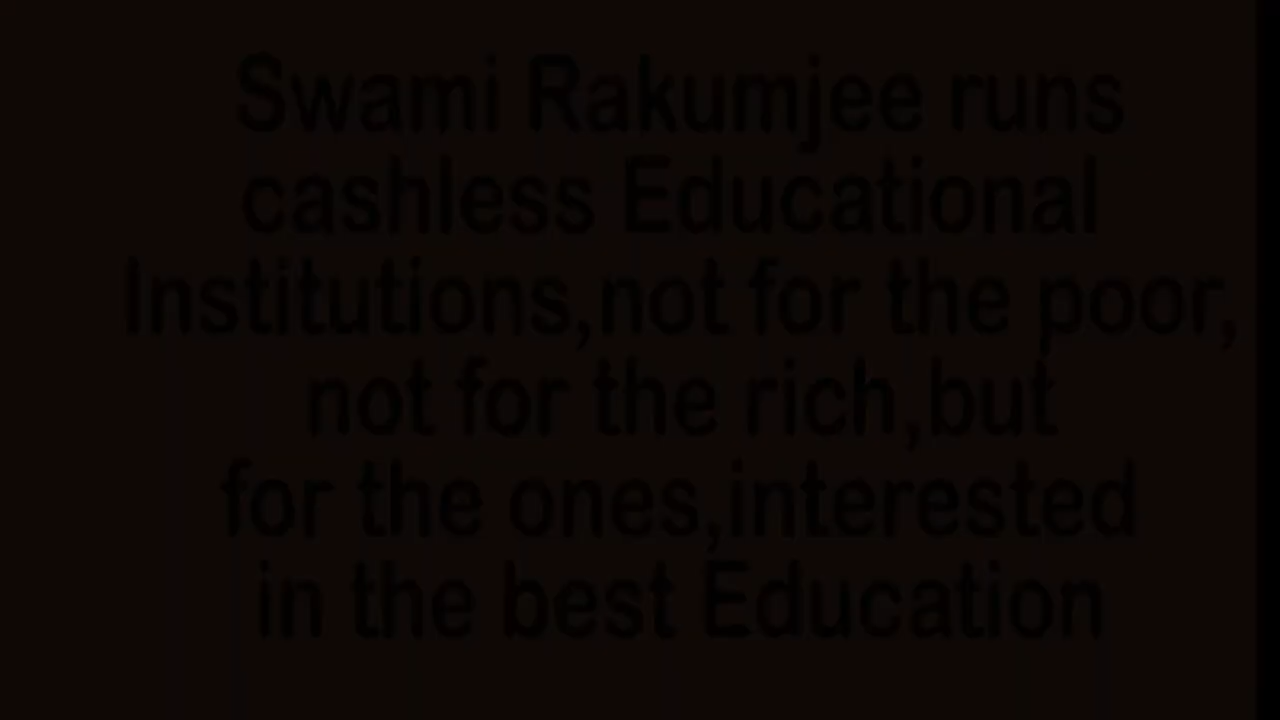 Swami Rakumjee runs
cashless Educational
Institutions,not for the poor,
not for the rich,but
for the ones,interested
in the best Education